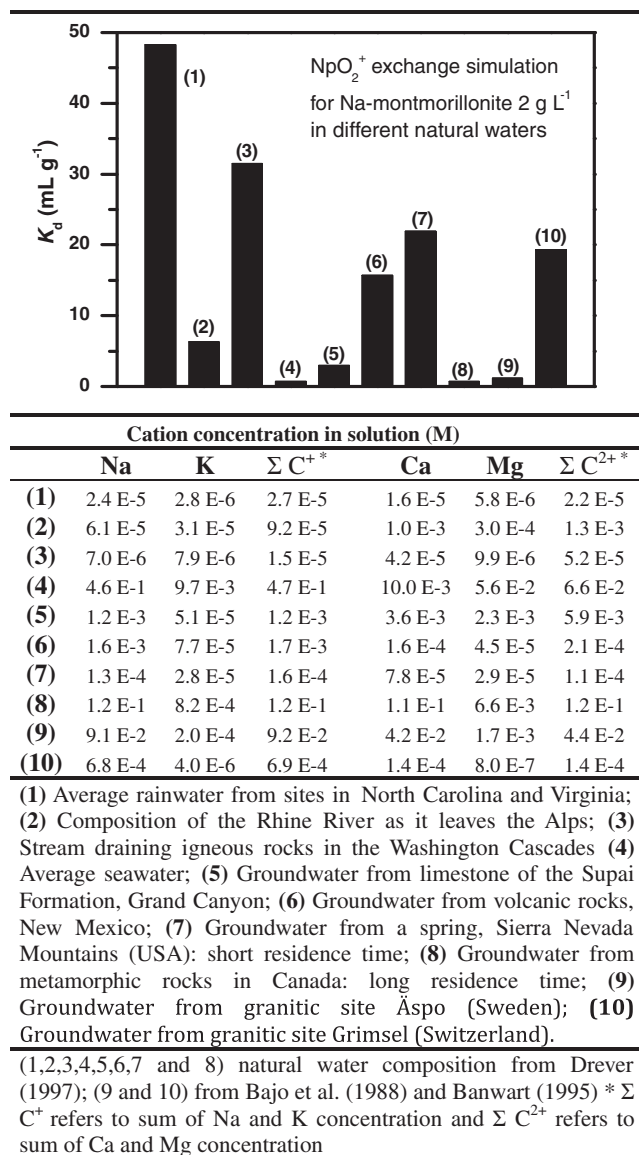 50
40
30
20
10
0
K_d (mL g⁻¹)
NpO₂⁺ exchange simulation
for Na-montmorillonite 2 g L⁻¹
in different natural waters
(1)
(2)
(3)
(4)
(5)
(6)
(7)
(8)
(9)
(10)
Cation concentration in solution (M)
Na K Σ C⁺ * Ca Mg Σ C²⁺ *
(1) 2.4 E-5 2.8 E-6 2.7 E-5 1.6 E-5 5.8 E-6 2.2 E-5
(2) 6.1 E-5 3.1 E-5 9.2 E-5 1.0 E-3 3.0 E-4 1.3 E-3
(3) 7.0 E-6 7.9 E-6 1.5 E-5 4.2 E-5 9.9 E-6 5.2 E-5
(4) 4.6 E-1 9.7 E-3 4.7 E-1 10.0 E-3 5.6 E-2 6.6 E-2
(5) 1.2 E-3 5.1 E-5 1.2 E-3 3.6 E-3 2.3 E-3 5.9 E-3
(6) 1.6 E-3 7.7 E-5 1.7 E-3 1.6 E-4 4.5 E-5 2.1 E-4
(7) 1.3 E-4 2.8 E-5 1.6 E-4 7.8 E-5 2.9 E-5 1.1 E-4
(8) 1.2 E-1 8.2 E-4 1.2 E-1 1.1 E-1 6.6 E-3 1.2 E-1
(9) 9.1 E-2 2.0 E-4 9.2 E-2 4.2 E-2 1.7 E-3 4.4 E-2
(10) 6.8 E-4 4.0 E-6 6.9 E-4 1.4 E-4 8.0 E-7 1.4 E-4
(1) Average rainwater from sites in North Carolina and Virginia;
(2) Composition of the Rhine River as it leaves the Alps; (3)
Stream draining igneous rocks in the Washington Cascades (4)
Average seawater; (5) Groundwater from limestone of the Supai
Formation, Grand Canyon; (6) Groundwater from volcanic rocks,
New Mexico; (7) Groundwater from a spring, Sierra Nevada
Mountains (USA): short residence time; (8) Groundwater from
metamorphic rocks in Canada: long residence time; (9)
Groundwater from granitic site Äspo (Sweden); (10)
Groundwater from granitic site Grimsel (Switzerland).
(1,2,3,4,5,6,7 and 8) natural water composition from Drever
(1997); (9 and 10) from Bajo et al. (1988) and Banwart (1995) * Σ
C⁺ refers to sum of Na and K concentration and Σ C²⁺ refers to
sum of Ca and Mg concentration